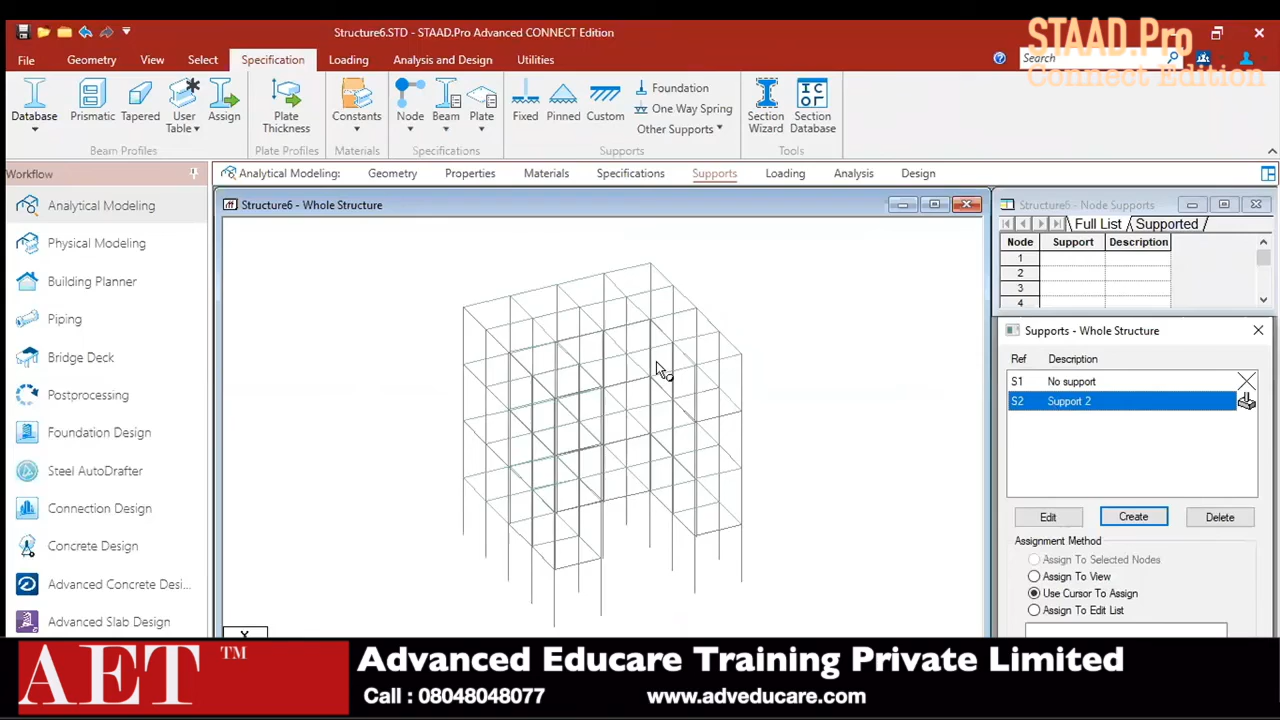 Structure6.STD - STAAD.Pro Advanced CONNECT Edition
STAAD.Pro
Connect Edition
File Geometry View Select Specification Loading Analysis and Design Utilities
Search
Database Prismatic Tapered User Table Assign
Beam Profiles
Plate Thickness
Plate Profiles
Constants
Materials
Node Beam Plate
Specifications
Fixed Pinned Custom
Foundation
One Way Spring
Other Supports
Supports
Section Wizard Section Database
Tools
Workflow
Analytical Modeling: Geometry Properties Materials Specifications Supports Loading Analysis Design
Analytical Modeling
Physical Modeling
Building Planner
Piping
Bridge Deck
Postprocessing
Foundation Design
Steel AutoDrafter
Connection Design
Concrete Design
Advanced Concrete Desi...
Advanced Slab Design
Structure6 - Whole Structure
X
Structure6 - Node Supports
Full List Supported
Node Support Description
1
2
3
4
Supports - Whole Structure
Ref Description
S1 No support
S2 Support 2
Edit Create Delete
Assignment Method
Assign To Selected Nodes
Assign To View
Use Cursor To Assign
Assign To Edit List
AET ™
Advanced Educare Training Private Limited
Call : 08048048077 www.adveducare.com